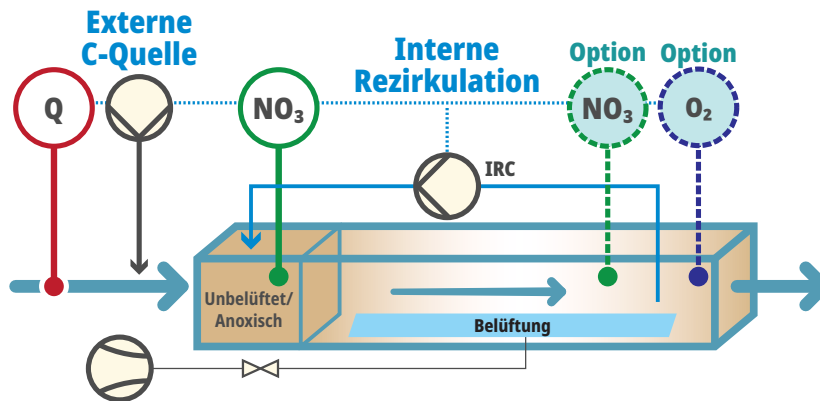 Externe
C-Quelle
Interne
Rezirkulation
Option
Option
Q
NO₃
NO₃
O₂
IRC
Unbelüftet/
Anoxisch
Belüftung